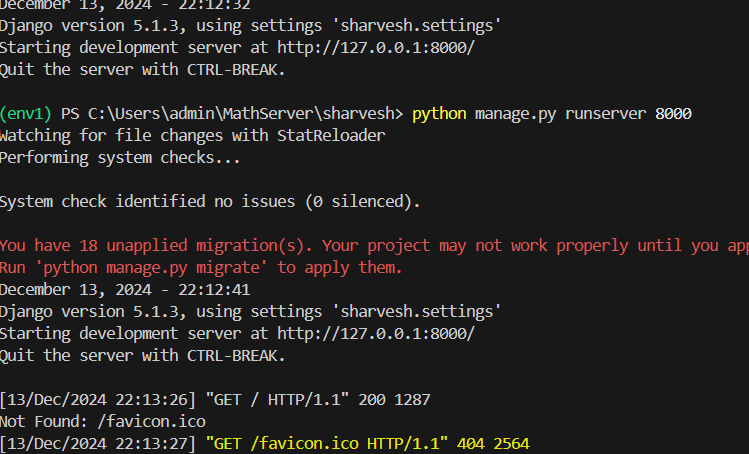 December 13, 2024 - 22:12:32
Django version 5.1.3, using settings 'sharvesh.settings'
Starting development server at http://127.0.0.1:8000/
Quit the server with CTRL-BREAK.
(env1) PS C:\Users\admin\MathServer\sharvesh> python manage.py runserver 8000
Watching for file changes with StatReloader
Performing system checks...
System check identified no issues (0 silenced).
You have 18 unapplied migration(s). Your project may not work properly until you app
Run 'python manage.py migrate' to apply them.
December 13, 2024 - 22:12:41
Django version 5.1.3, using settings 'sharvesh.settings'
Starting development server at http://127.0.0.1:8000/
Quit the server with CTRL-BREAK.
[13/Dec/2024 22:13:26] "GET / HTTP/1.1" 200 1287
Not Found: /favicon.ico
[13/Dec/2024 22:13:27] "GET /favicon.ico HTTP/1.1" 404 2564